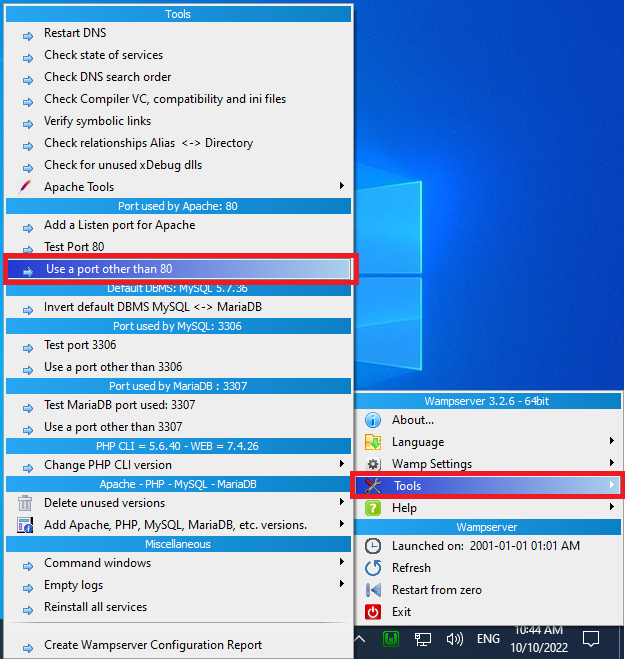 Tools
Restart DNS
Check state of services
Check DNS search order
Check Compiler VC, compatibility and ini files
Verify symbolic links
Check relationships Alias <-> Directory
Check for unused xDebug dlls
Apache Tools
Port used by Apache: 80
Add a Listen port for Apache
Test Port 80
Use a port other than 80
Default DBMS: MySQL 5.7.36
Invert default DBMS MySQL <-> MariaDB
Port used by MySQL: 3306
Test port 3306
Use a port other than 3306
Port used by MariaDB : 3307
Test MariaDB port used: 3307
Use a port other than 3307
PHP CLI = 5.6.40 - WEB = 7.4.26
Change PHP CLI version
Apache - PHP - MySQL - MariaDB
Delete unused versions
Add Apache, PHP, MySQL, MariaDB, etc. versions.
Miscellaneous
Command windows
Empty logs
Reinstall all services
Create Wampserver Configuration Report
Wampserver 3.2.6 - 64bit
About...
Language
Wamp Settings
Tools
Help
Wampserver
Launched on: 2001-01-01 01:01 AM
Refresh
Restart from zero
Exit
ENG
10:44 AM
10/10/2022